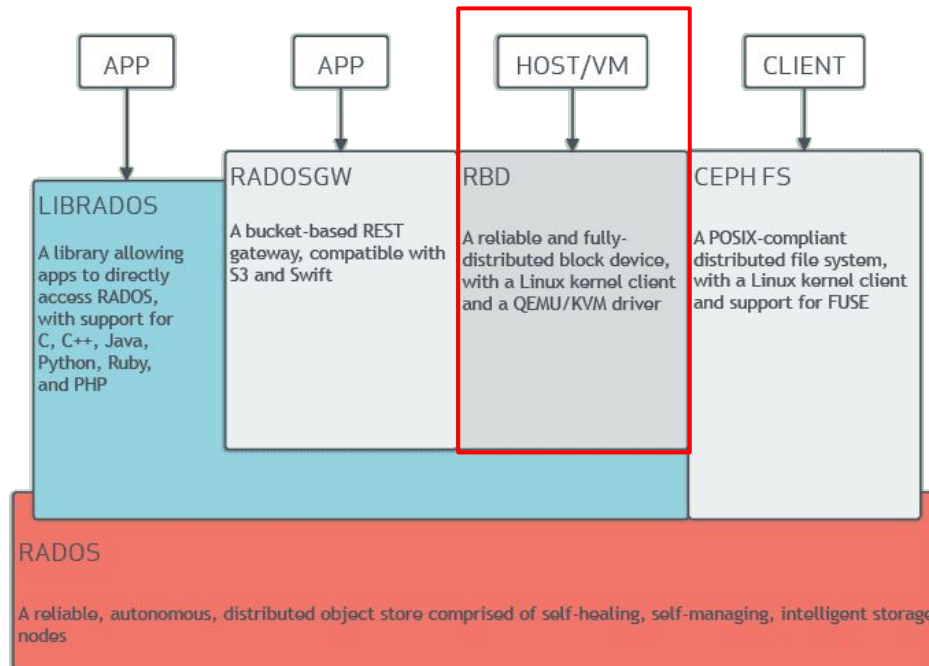 APP
APP
HOST/VM
CLIENT
LIBRADOS
A library allowing
apps to directly
access RADOS,
with support for
C, C++, Java,
Python, Ruby,
and PHP
RADOSGW
A bucket-based REST
gateway, compatible with
S3 and Swift
RBD
A reliable and fully-
distributed block device,
with a Linux kernel client
and a QEMU/KVM driver
CEPH FS
A POSIX-compliant
distributed file system,
with a Linux kernel client
and support for FUSE
RADOS
A reliable, autonomous, distributed object store comprised of self-healing, self-managing, intelligent storage
nodes